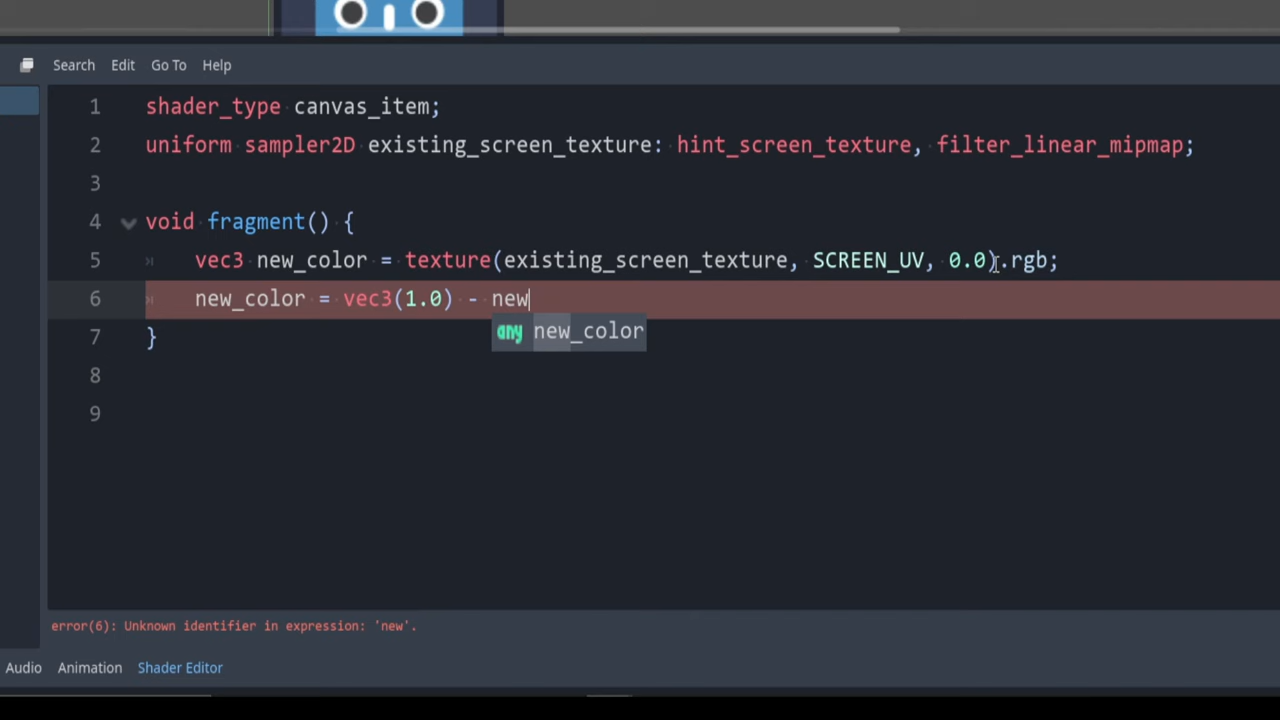 Search Edit Go To Help
1 shader_type canvas_item;
2 uniform sampler2D existing_screen_texture: hint_screen_texture, filter_linear_mipmap;
3
4 void fragment() {
5 vec3 new_color = texture(existing_screen_texture, SCREEN_UV, 0.0).rgb;
6 new_color = vec3(1.0) - new
any new_color
7 }
8
9
error(6): Unknown identifier in expression: 'new'.
Audio Animation Shader Editor